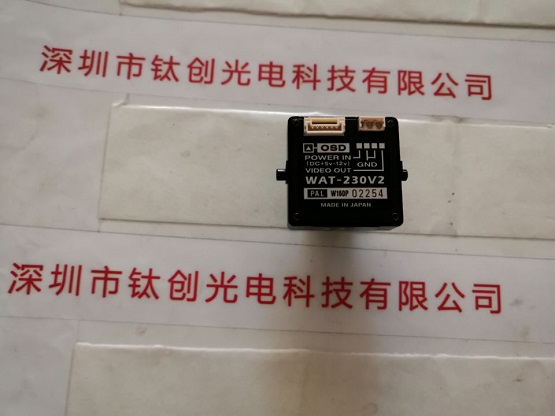 深圳市钛创光电科技有限公司
A-OSD
POWER IN
(DC+5v-12v)
GND
VIDEO OUT
WAT-230V2
PAL W160P 02254
MADE IN JAPAN
深圳市钛创光电科技有限公司